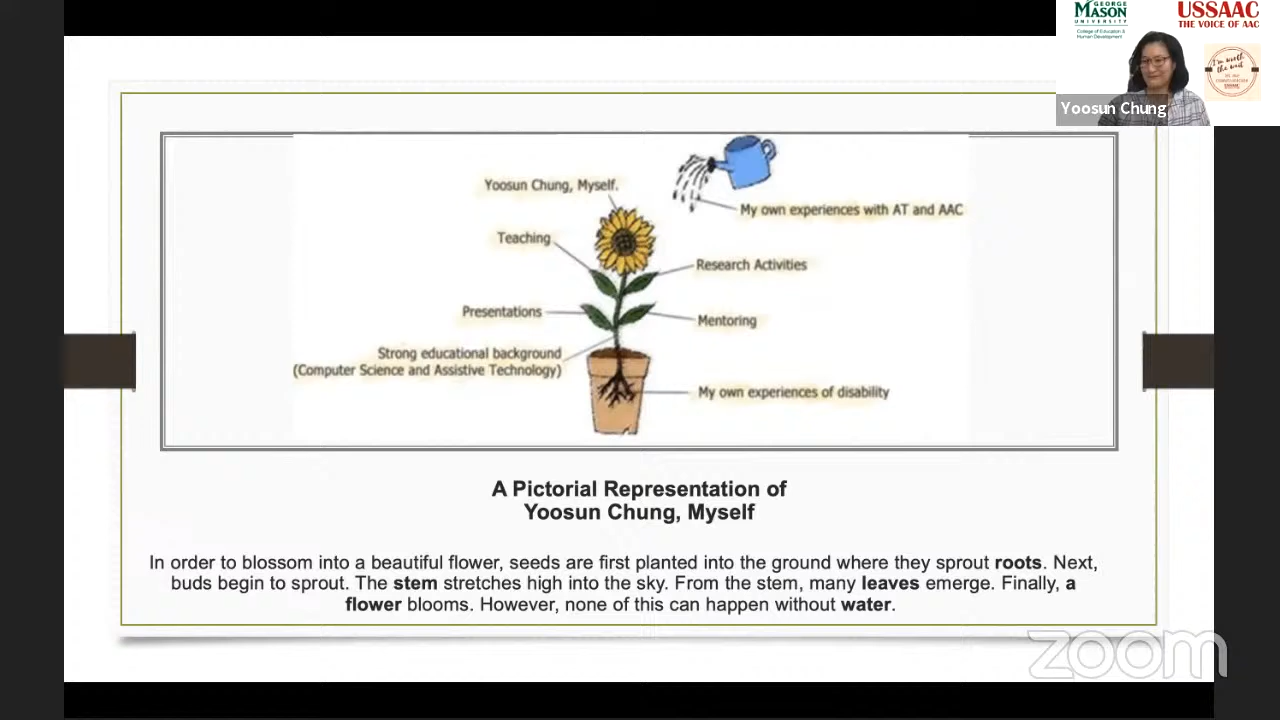 GEORGE
MASON
UNIVERSITY
College of Education &
Human Development
USSAAC
THE VOICE OF AAC
I'm worth
the wait
USSAAC
Yoosun Chung
Yoosun Chung, Myself.
My own experiences with AT and AAC
Teaching
Research Activities
Presentations
Mentoring
Strong educational background
(Computer Science and Assistive Technology)
My own experiences of disability
A Pictorial Representation of
Yoosun Chung, Myself
In order to blossom into a beautiful flower, seeds are first planted into the ground where they sprout roots. Next,
buds begin to sprout. The stem stretches high into the sky. From the stem, many leaves emerge. Finally, a
flower blooms. However, none of this can happen without water.
zoom